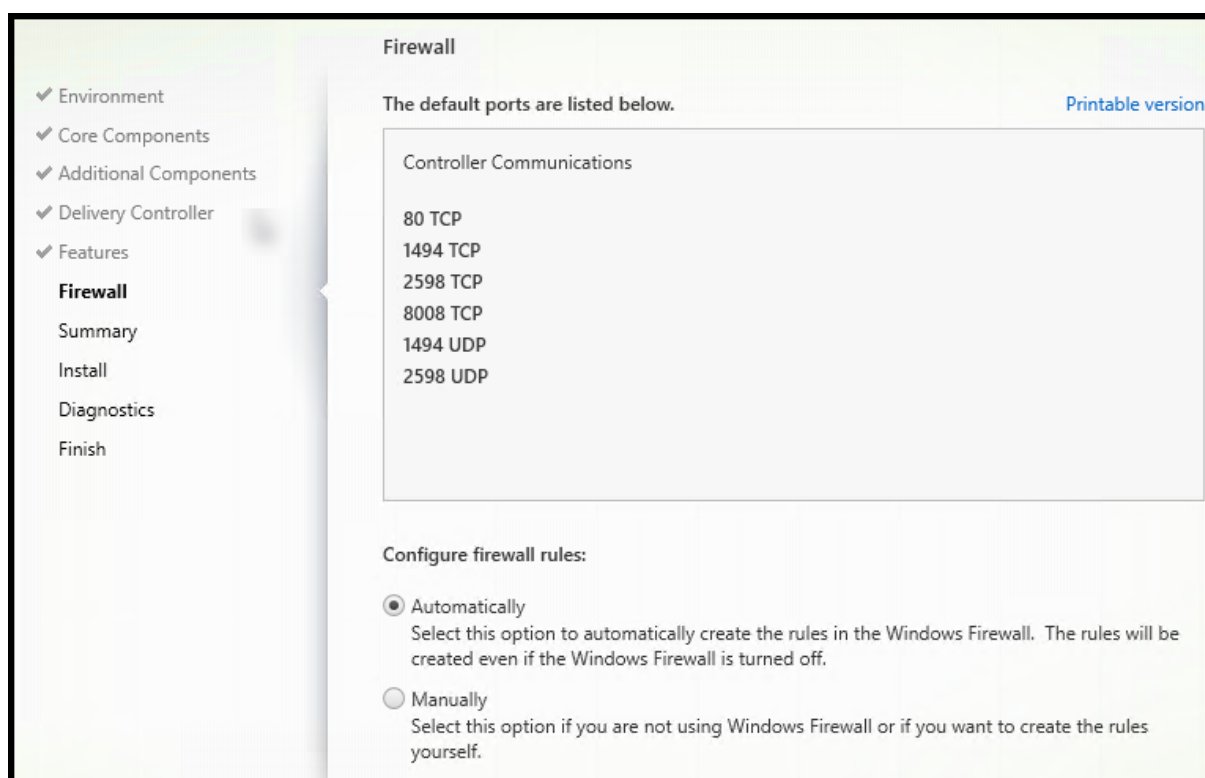 Firewall
Environment
Core Components
Additional Components
Delivery Controller
Features
Firewall
Summary
Install
Diagnostics
Finish
The default ports are listed below.
Printable version
Controller Communications
80 TCP
1494 TCP
2598 TCP
8008 TCP
1494 UDP
2598 UDP
Configure firewall rules:
Automatically
Select this option to automatically create the rules in the Windows Firewall. The rules will be
created even if the Windows Firewall is turned off.
Manually
Select this option if you are not using Windows Firewall or if you want to create the rules
yourself.